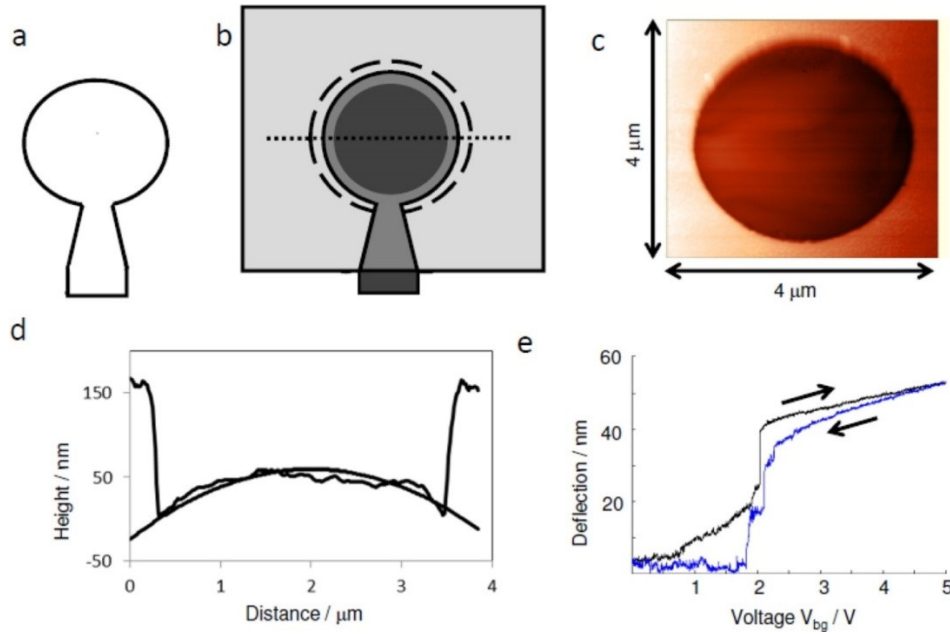 a
b
c
4 μm
4 μm
d
150
50
-50
Height / nm
0
1
2
3
4
Distance / μm
e
60
40
20
Deflection / nm
1
2
3
4
5
Voltage Vbg / V